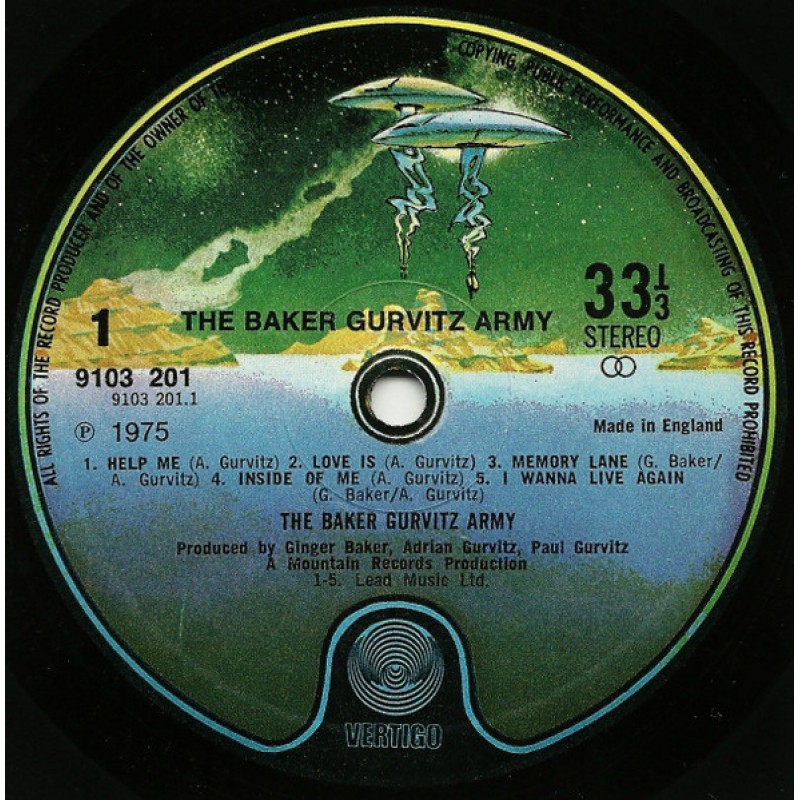 ALL RIGHTS OF THE RECORD PRODUCER AND OF THE OWNER OF
COPYING, PUBLIC PERFORMANCE AND BROADCASTING OF THIS RECORD PROHIBITED
1
THE BAKER GURVITZ ARMY
33⅓
STEREO
9103 201
9103 201.1
Ⓟ 1975
Made in England
1. HELP ME (A. Gurvitz) 2. LOVE IS (A. Gurvitz) 3. MEMORY LANE (G. Baker/
A. Gurvitz) 4. INSIDE OF ME (A. Gurvitz) 5. I WANNA LIVE AGAIN
(G. Baker/A. Gurvitz)
THE BAKER GURVITZ ARMY
Produced by Ginger Baker, Adrian Gurvitz, Paul Gurvitz
A Mountain Records Production
1-5. Lead Music Ltd.
VERTIGO